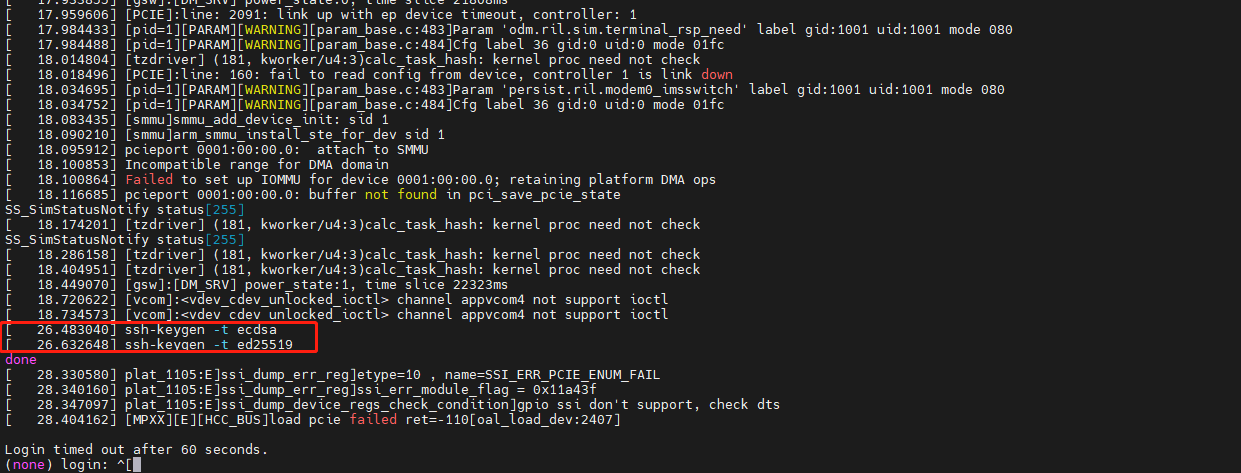 [   17.953855] [gsw]:[DM_SRV] power_state:0, time slice 21808ms
[   17.959606] [PCIE]:line: 2091: link up with ep device timeout, controller: 1
[   17.984433] [pid=1][PARAM][WARNING][param_base.c:483]Param 'odm.ril.sim.terminal_rsp_need' label gid:1001 uid:1001 mode 080
[   17.984488] [pid=1][PARAM][WARNING][param_base.c:484]Cfg label 36 gid:0 uid:0 mode 01fc
[   18.014804] [tzdriver] (181, kworker/u4:3)calc_task_hash: kernel proc need not check
[   18.018496] [PCIE]:line: 160: fail to read config from device, controller 1 is link down
[   18.034695] [pid=1][PARAM][WARNING][param_base.c:483]Param 'persist.ril.modem0_imsswitch' label gid:1001 uid:1001 mode 080
[   18.034752] [pid=1][PARAM][WARNING][param_base.c:484]Cfg label 36 gid:0 uid:0 mode 01fc
[   18.083435] [smmu]smmu_add_device_init: sid 1
[   18.090210] [smmu]arm_smmu_install_ste_for_dev sid 1
[   18.095912] pcieport 0001:00:00.0:  attach to SMMU
[   18.100853] Incompatible range for DMA domain
[   18.100864] Failed to set up IOMMU for device 0001:00:00.0; retaining platform DMA ops
[   18.116685] pcieport 0001:00:00.0: buffer not found in pci_save_pcie_state
SS_SimStatusNotify status[255]
[   18.174201] [tzdriver] (181, kworker/u4:3)calc_task_hash: kernel proc need not check
SS_SimStatusNotify status[255]
[   18.286158] [tzdriver] (181, kworker/u4:3)calc_task_hash: kernel proc need not check
[   18.404951] [tzdriver] (181, kworker/u4:3)calc_task_hash: kernel proc need not check
[   18.449070] [gsw]:[DM_SRV] power_state:1, time slice 22323ms
[   18.720622] [vcom]:<vdev_cdev_unlocked_ioctl> channel appvcom4 not support ioctl
[   18.734573] [vcom]:<vdev_cdev_unlocked_ioctl> channel appvcom4 not support ioctl
[   26.483040] ssh-keygen -t ecdsa
[   26.632648] ssh-keygen -t ed25519
done
[   28.330580] plat_1105:E]ssi_dump_err_reg]etype=10 , name=SSI_ERR_PCIE_ENUM_FAIL
[   28.340160] plat_1105:E]ssi_dump_err_reg]ssi_err_module_flag = 0x11a43f
[   28.347097] plat_1105:E]ssi_dump_device_regs_check_condition]gpio ssi don't support, check dts
[   28.404162] [MPXX][E][HCC_BUS]load pcie failed ret=-110[oal_load_dev:2407]
Login timed out after 60 seconds.
(none) login: ^[